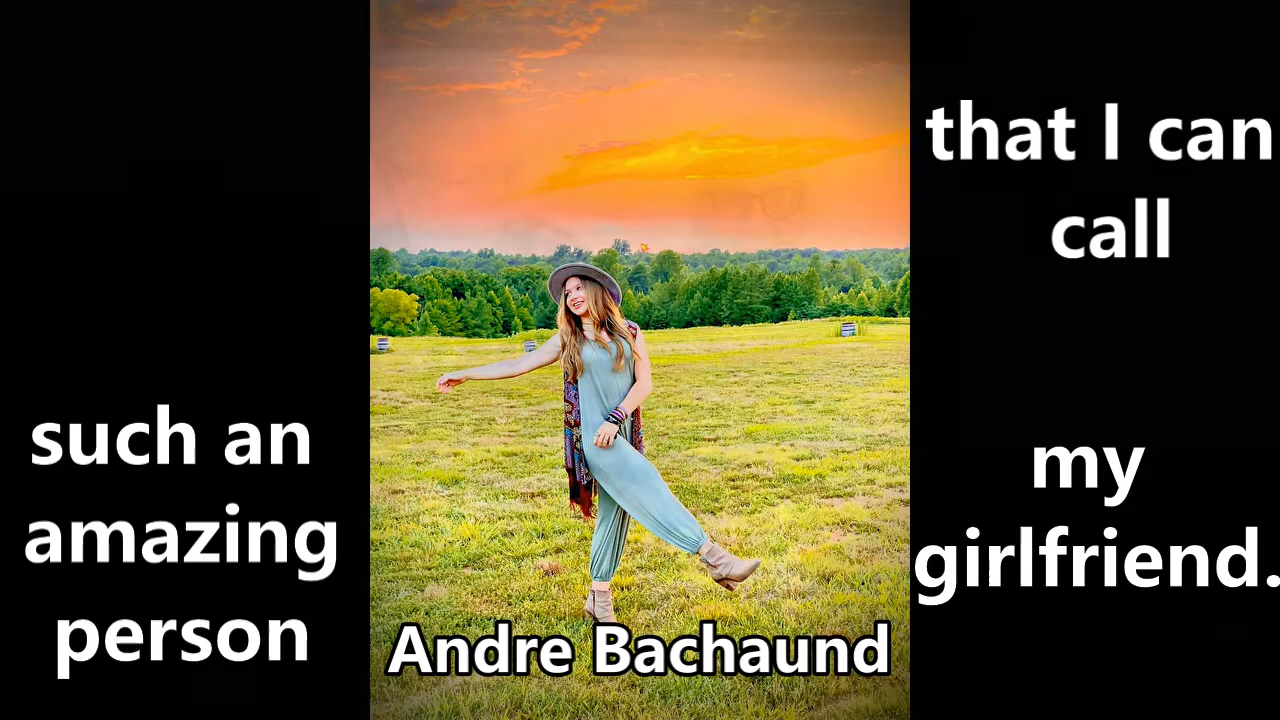 such an
amazing
person
Andre Bachaund
that I can
call
my
girlfriend.